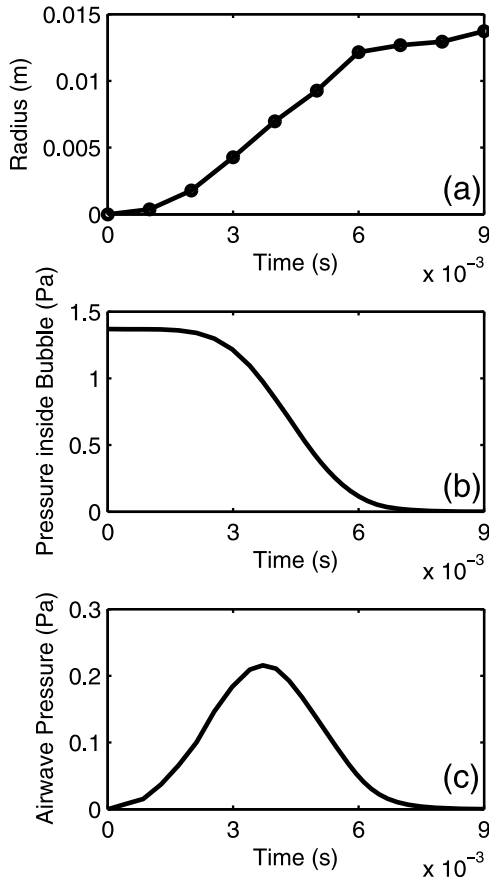 0.015
0.01
0.005
0
Radius (m)
(a)
0 3 6 9
Time (s)
x 10⁻³
1.5
1
0.5
0
Pressure inside Bubble (Pa)
(b)
0 3 6 9
Time (s)
x 10⁻³
0.3
0.2
0.1
0
Airwave Pressure (Pa)
(c)
0 3 6 9
Time (s)
x 10⁻³